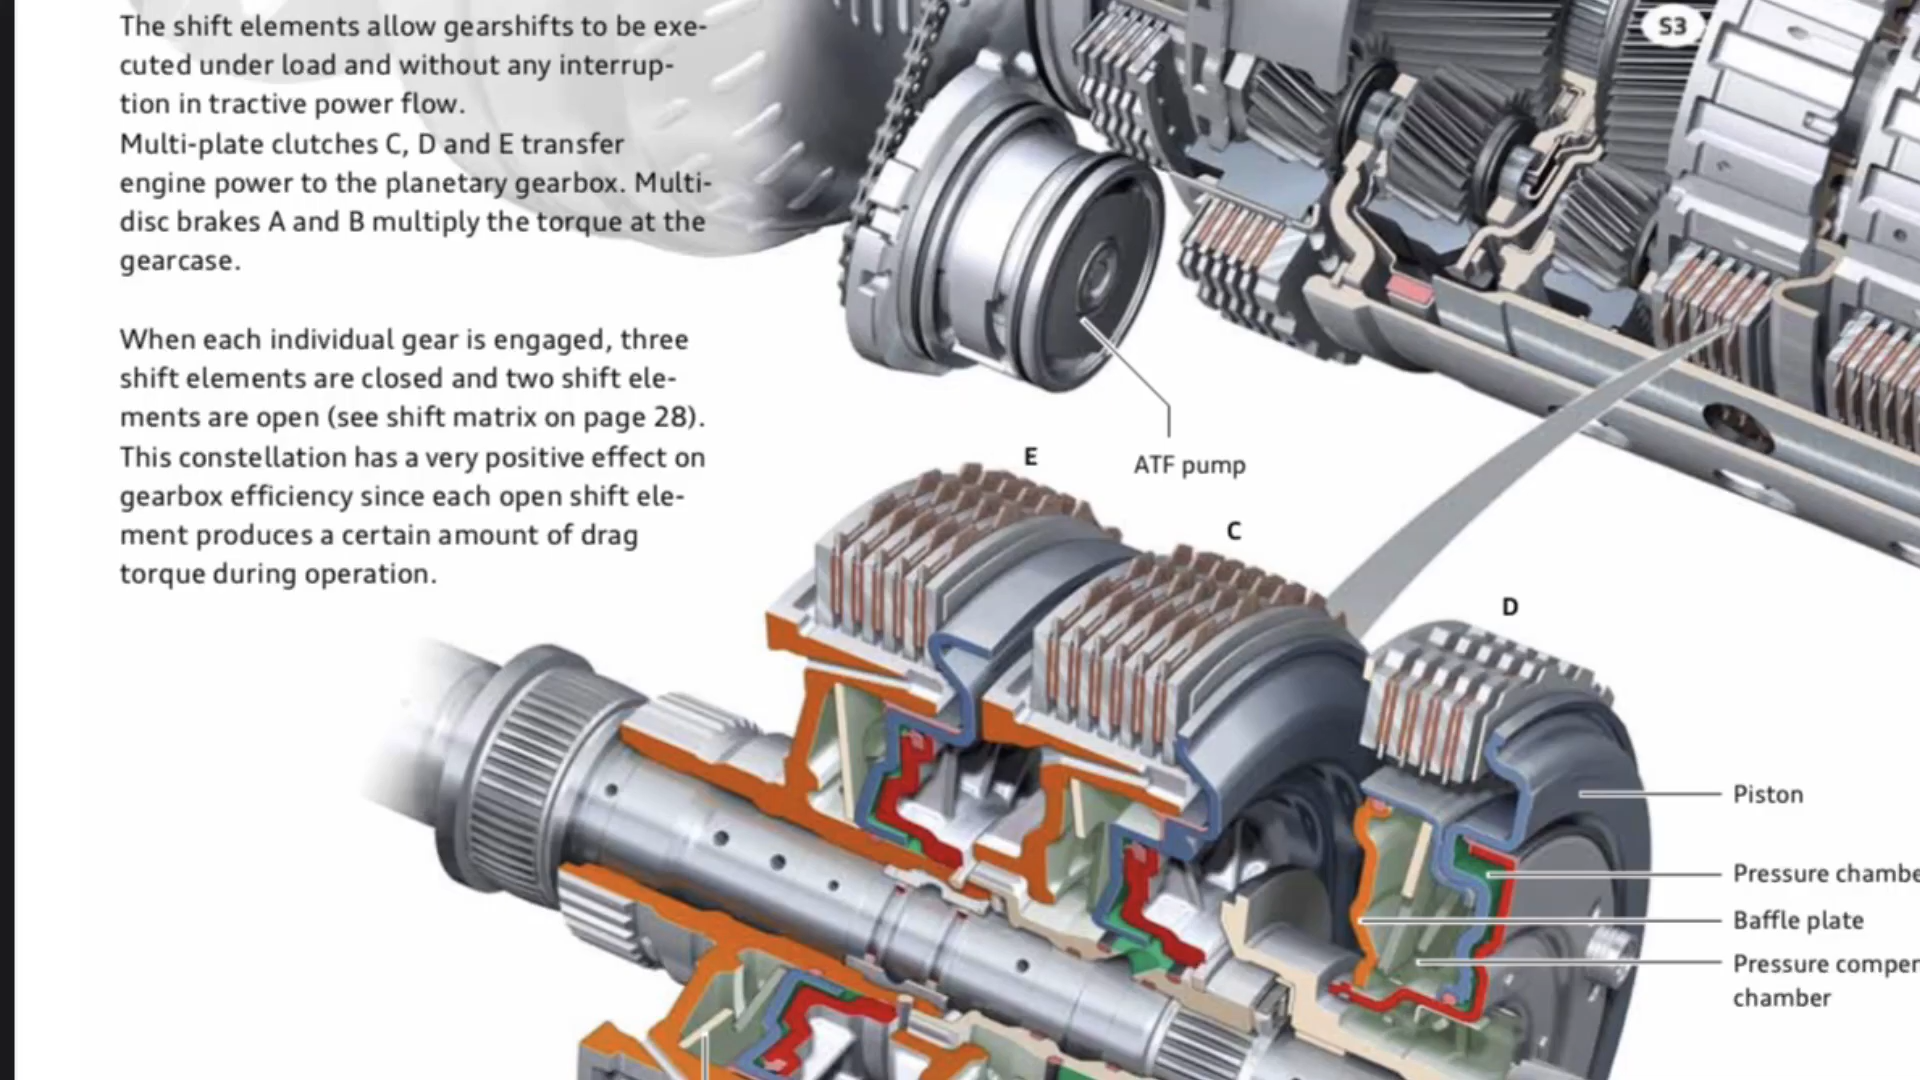 The shift elements allow gearshifts to be exe-
cuted under load and without any interrup-
tion in tractive power flow.
Multi-plate clutches C, D and E transfer
engine power to the planetary gearbox. Multi-
disc brakes A and B multiply the torque at the
gearcase.
When each individual gear is engaged, three
shift elements are closed and two shift ele-
ments are open (see shift matrix on page 28).
This constellation has a very positive effect on
gearbox efficiency since each open shift ele-
ment produces a certain amount of drag
torque during operation.
S3
ATF pump
E
C
D
Piston
Pressure chambe
Baffle plate
Pressure compen
chamber